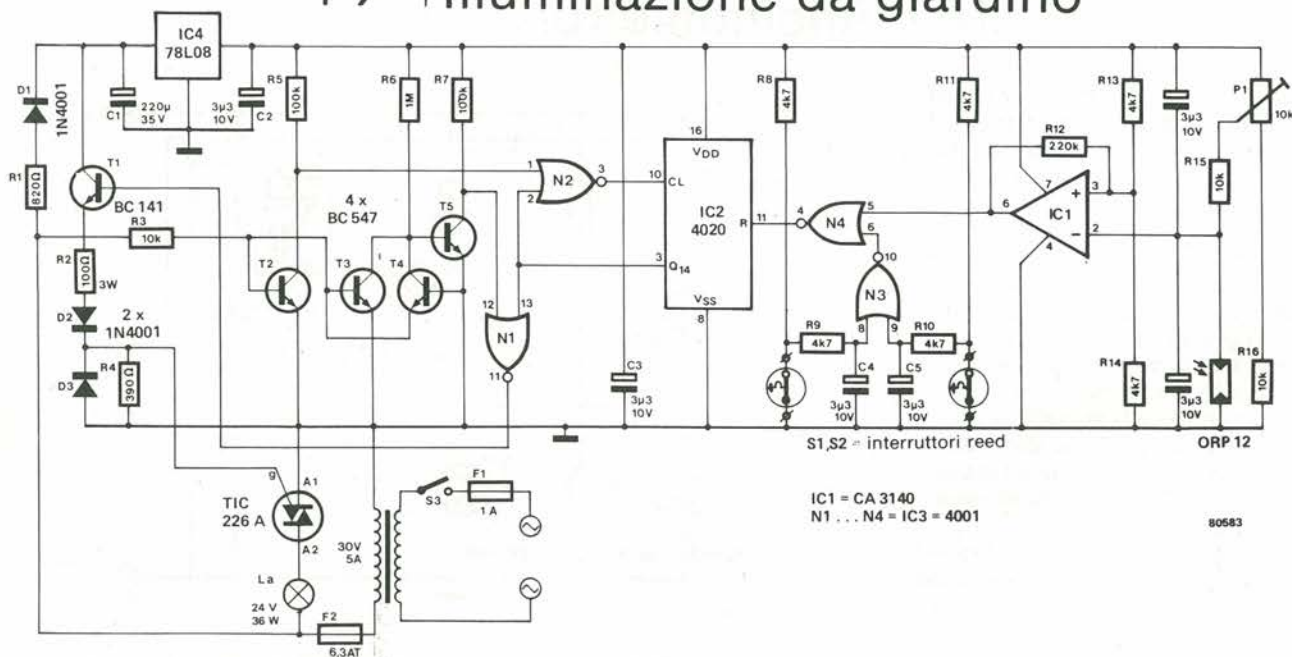 illuminazione da giardino
IC4
78L08
D1
1N4001
C1
220µ
35 V
3µ3
10V
C2
R5
100k
R6
1M
R7
100k
C3
3µ3
10V
R8
4k7
R11
4k7
R13
4k7
3µ3
10V
P1
10k
R1
820Ω
T1
BC 141
R3
10k
R2
100Ω
3W
D2
2 x
1N4001
D3
R4
390Ω
4 x
BC 547
T2
T3
T4
T5
1
2
N2
3
12
13
N1
11
10
CL
16
VDD
IC2
4020
R
11
3
Q14
VSS
8
4
N4
5
6
10
N3
8
9
R9
4k7
R10
4k7
C4
3µ3
10V
C5
3µ3
10V
R12
220k
7
6
IC1
+
3
−
2
4
R15
10k
R14
4k7
3µ3
10V
R16
10k
S1,S2 = interruttori reed
ORP 12
TIC
226 A
g
A1
A2
La
24 V
36 W
F2
6,3AT
30V
5A
S3
F1
1 A
IC1 = CA 3140
N1 ... N4 = IC3 = 4001
80583